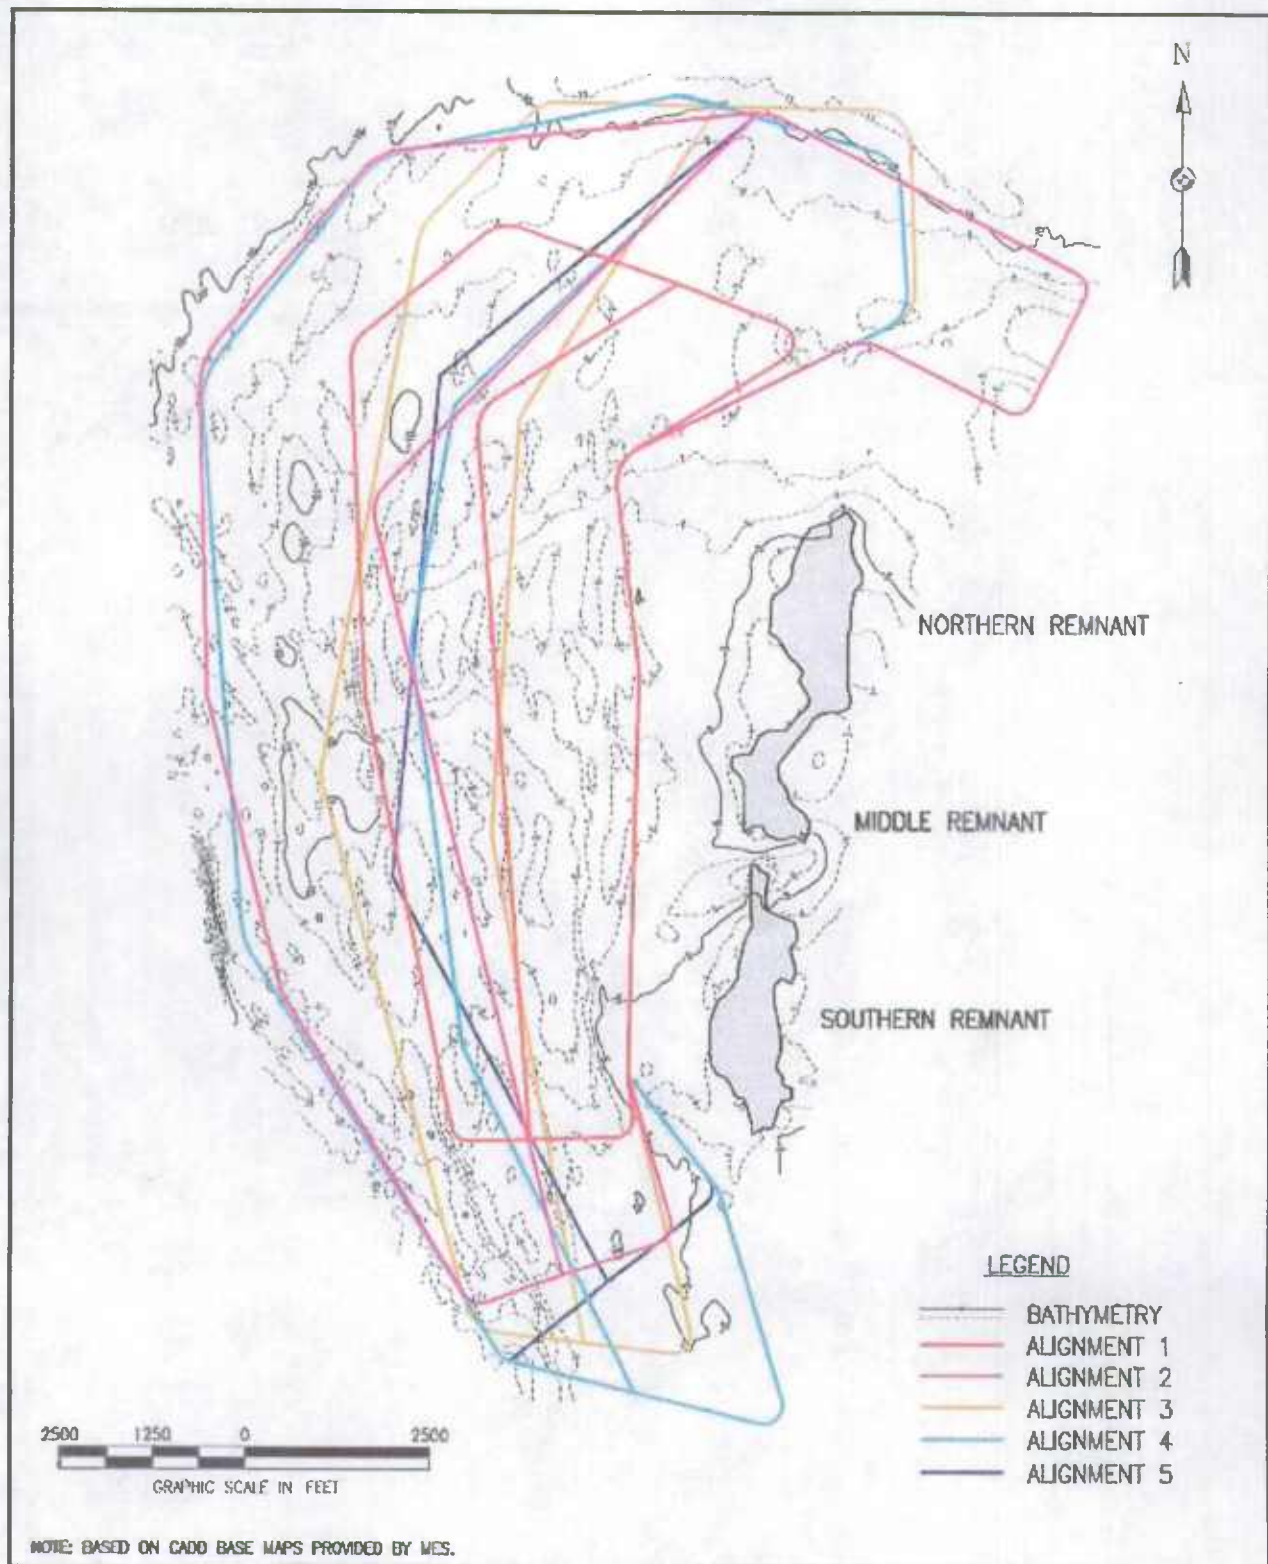 N
NORTHERN REMNANT
MIDDLE REMNANT
SOUTHERN REMNANT
LEGEND
BATHYMETRY
ALIGNMENT 1
ALIGNMENT 2
ALIGNMENT 3
ALIGNMENT 4
ALIGNMENT 5
2500 1250 0 2500
GRAPHIC SCALE IN FEET
NOTE: BASED ON CADD BASE MAPS PROVIDED BY MES.